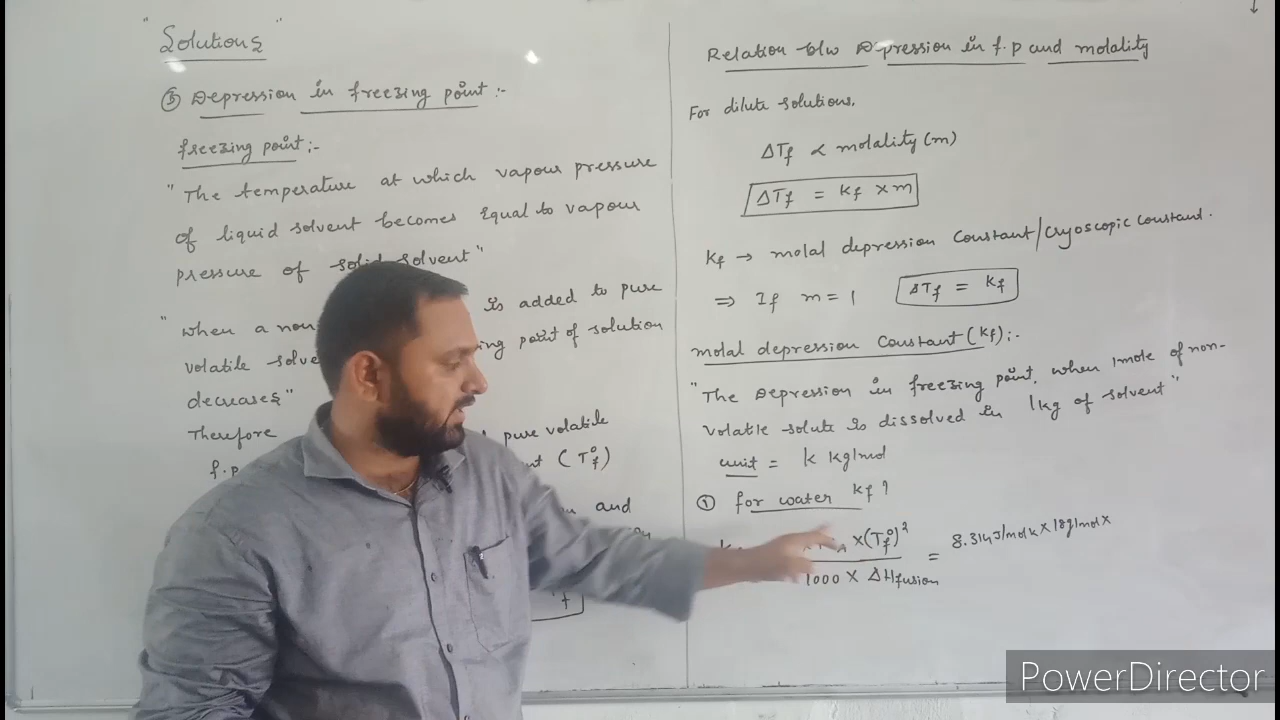 "Solutions"
③ Depression in freezing point :-
freezing point :-
"The temperature at which vapour pressure
of liquid solvent becomes Equal to vapour
pressure of solid solvent"
"when a non is added to pure
volatile solve ing point of solution
decreases"
Therefore pure volatile
f.p nt (T°f)
and
f
Relation b/w Depression in f.p and molality
For dilute solutions,
ΔTf ∝ molality (m)
ΔTf = Kf × m
Kf → molal depression Constant/Cryoscopic constant.
⇒ If m = 1 ΔTf = Kf
molal depression Constant (Kf) :-
"The Depression in freezing point, when 1mole of non-
volatile solute is dissolved in 1kg of solvent"
unit = K kg/mol
① for water Kf ?
×(T°f)² = 8.314J/molK × 18g/mol ×
1000 × ΔHfusion
PowerDirector